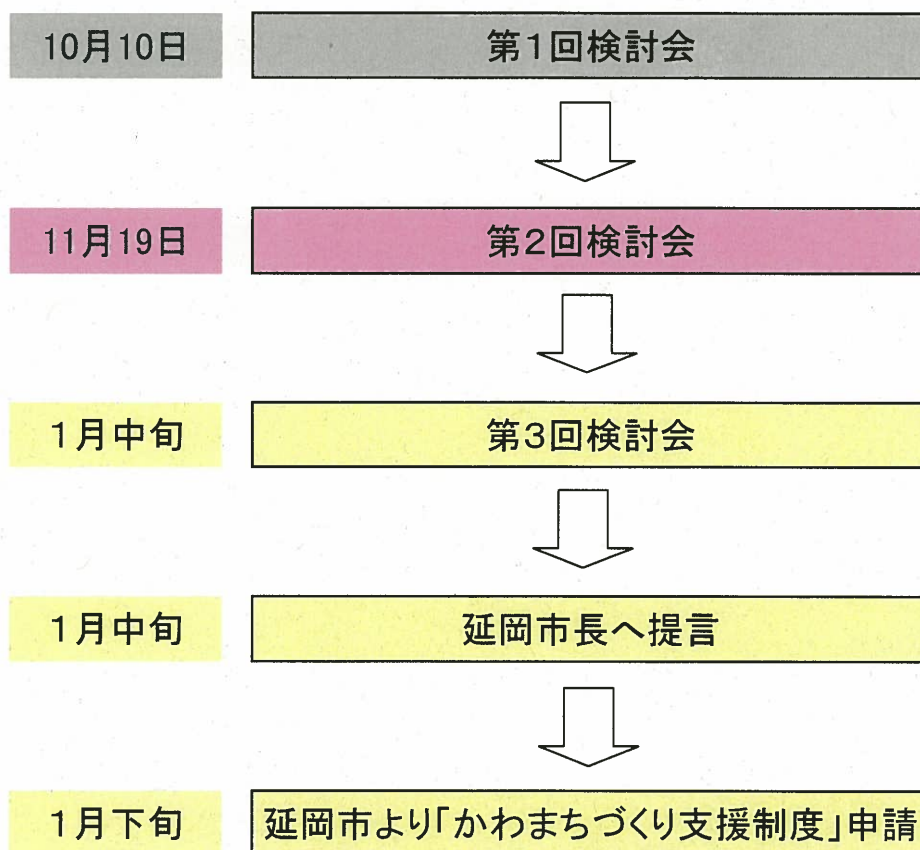 10月10日 第1回検討会
11月19日 第2回検討会
1月中旬 第3回検討会
1月中旬 延岡市長へ提言
1月下旬 延岡市より「かわまちづくり支援制度」申請